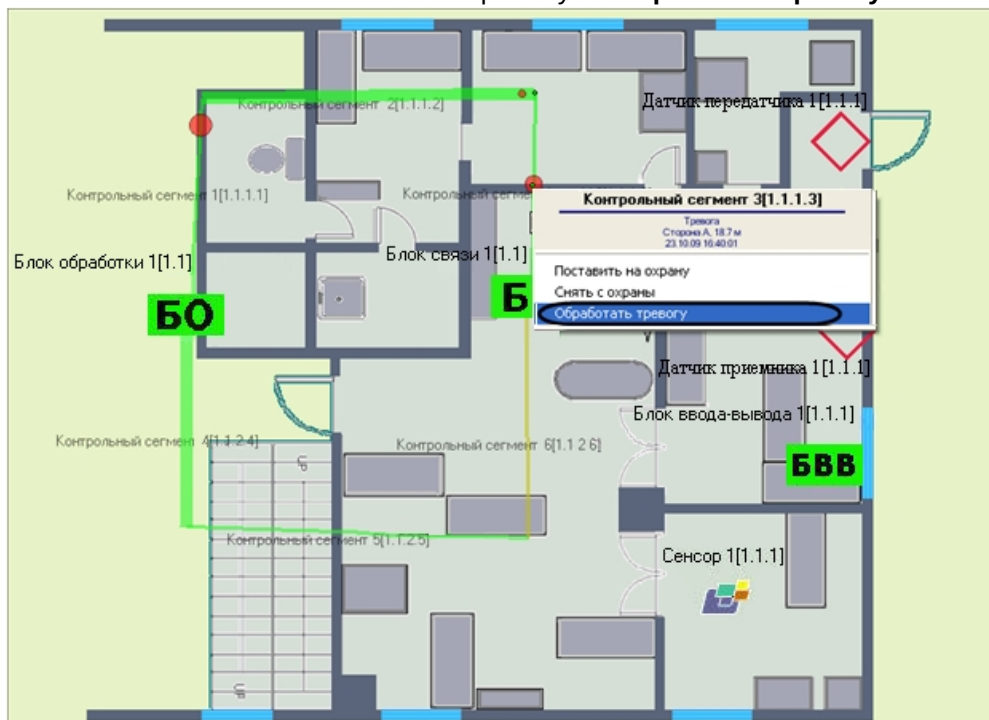 Контрольный сегмент 2[1.1.1.2]
Датчик передатчика 1[1.1.1]
Контрольный сегмент 1[1.1.1.1]
Контрольный сегме
Контрольный сегмент 3[1.1.1.3]
Тревога
Сторона А, 18.7 м
23.10.09 16:40:01
Поставить на охрану
Снять с охраны
Обработать тревогу
Блок обработки 1[1.1]
Блок связи 1[1.1]
БО
Б
Датчик приемника 1[1.1.1]
Блок ввода-вывода 1[1.1.1]
Контрольный сегмент 4[1.1.2.4]
Контрольный сегмент 6[1.1.2.6]
БВВ
Контрольный сегмент 5[1.1.2.5]
Сенсор 1[1.1.1]